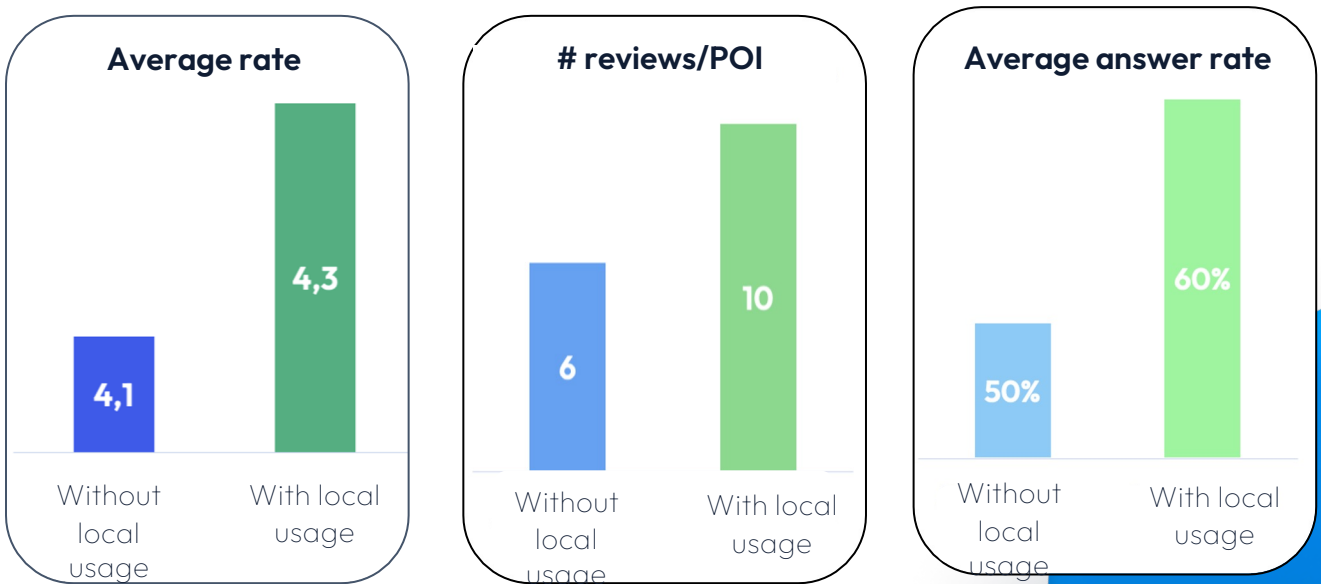 Average rate
4,3
4,1
Without
local
usage
With local
usage
# reviews/POI
10
6
Without
local
usage
With local
usage
Average answer rate
60%
50%
Without
local
usage
With local
usage